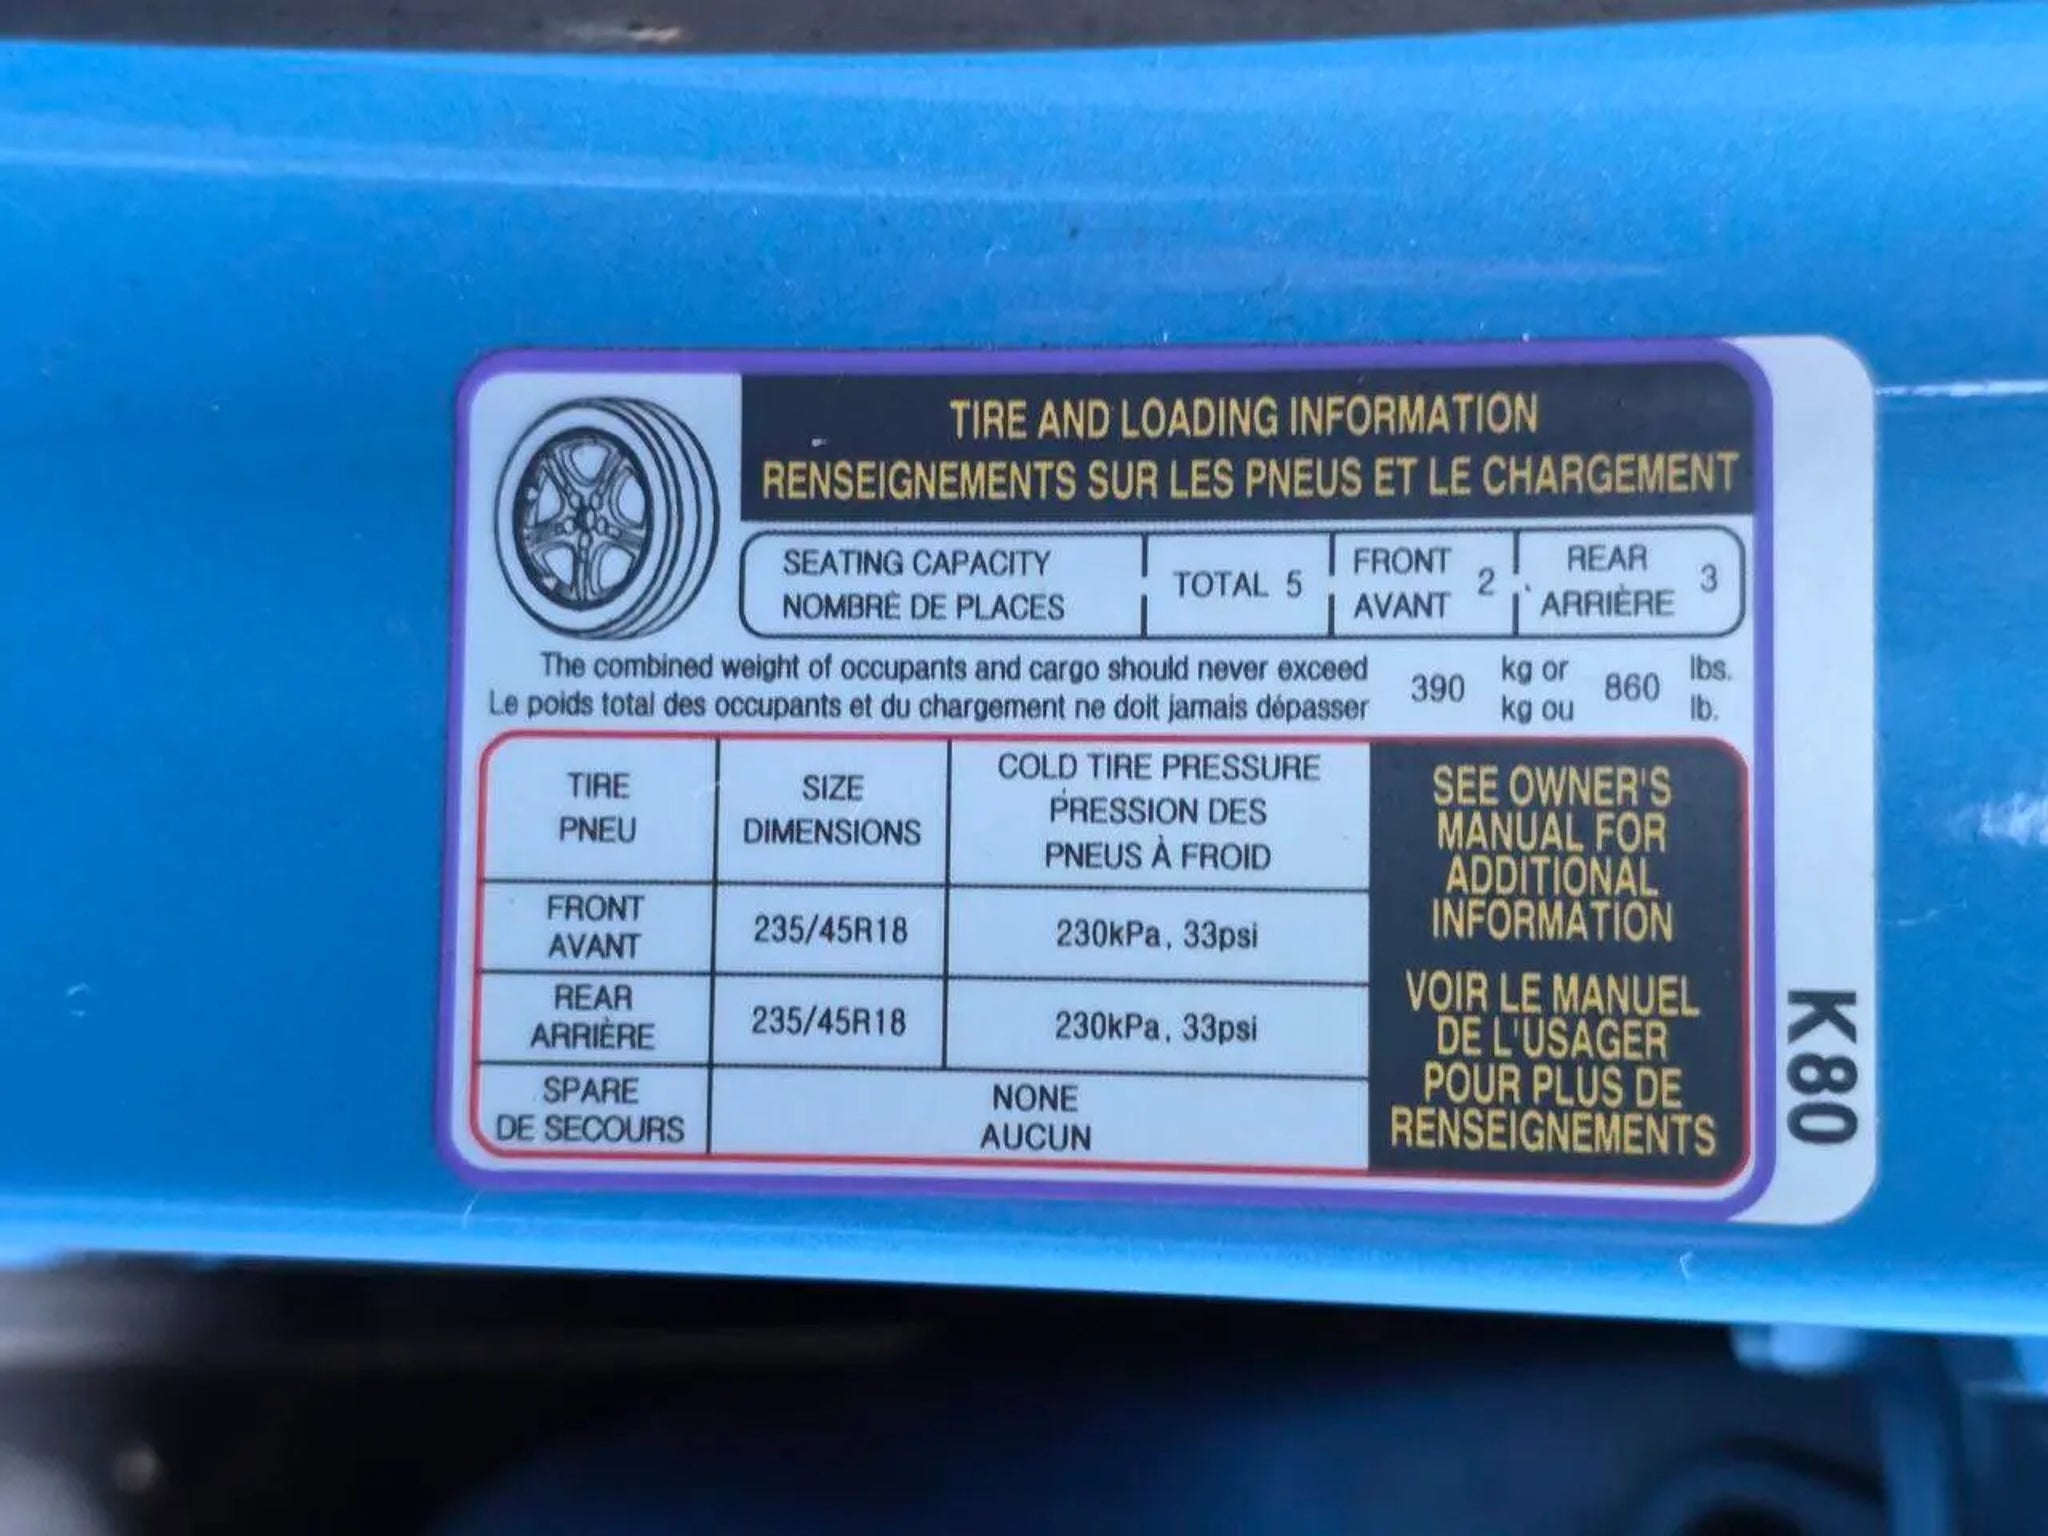 TIRE AND LOADING INFORMATION
RENSEIGNEMENTS SUR LES PNEUS ET LE CHARGEMENT
SEATING CAPACITY
NOMBRE DE PLACES
TOTAL 5
FRONT
AVANT
2
REAR
ARRIÈRE
3
The combined weight of occupants and cargo should never exceed 390 kg or 860 lbs.
Le poids total des occupants et du chargement ne doit jamais dépasser kg ou lb.
TIRE
PNEU
SIZE
DIMENSIONS
COLD TIRE PRESSURE
PRESSION DES
PNEUS À FROID
FRONT
AVANT
235/45R18
230kPa, 33psi
REAR
ARRIÈRE
235/45R18
230kPa, 33psi
SPARE
DE SECOURS
NONE
AUCUN
SEE OWNER'S
MANUAL FOR
ADDITIONAL
INFORMATION
VOIR LE MANUEL
DE L'USAGER
POUR PLUS DE
RENSEIGNEMENTS
K80